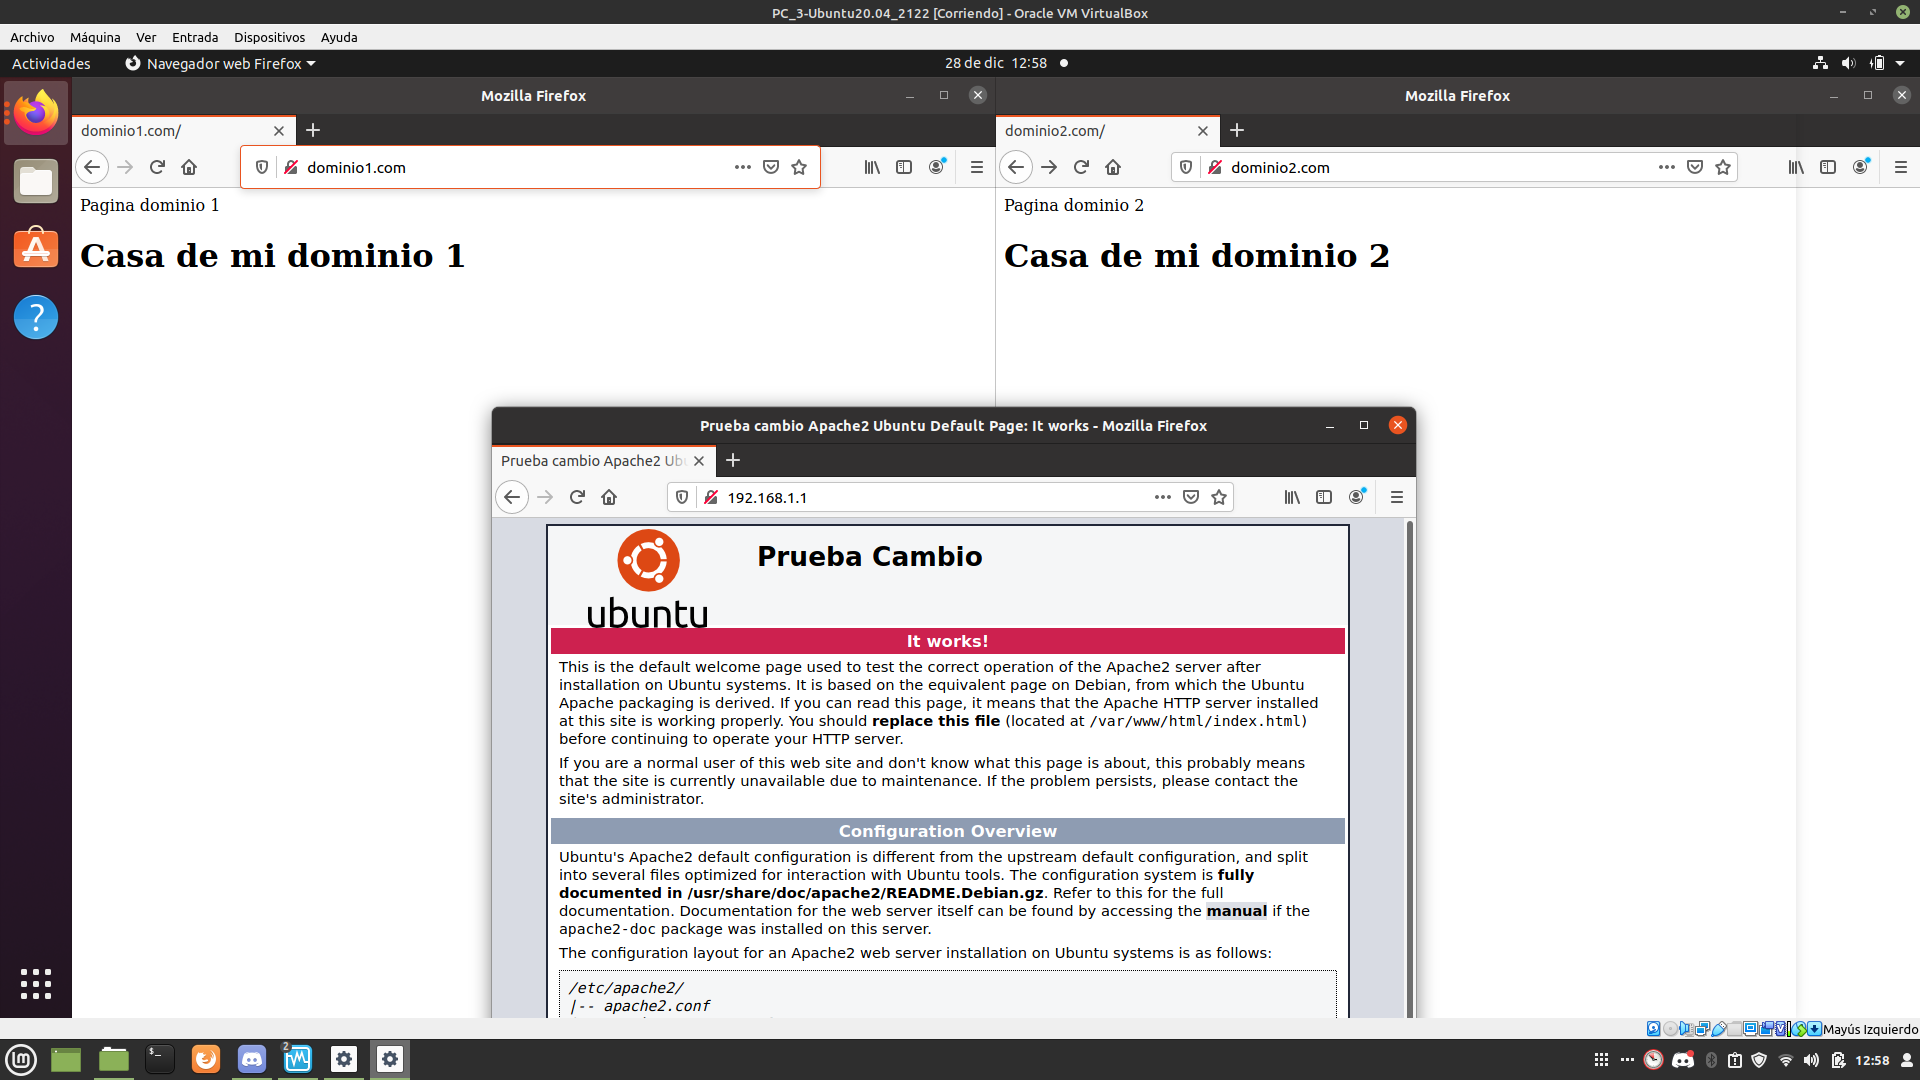 PC_3-Ubuntu20.04_2122 [Corriendo] - Oracle VM VirtualBox
Archivo Máquina Ver Entrada Dispositivos Ayuda
Actividades Navegador web Firefox 28 de dic 12:58
Mozilla Firefox
dominio1.com/
dominio1.com
Pagina dominio 1
Casa de mi dominio 1
Mozilla Firefox
dominio2.com/
dominio2.com
Pagina dominio 2
Casa de mi dominio 2
Prueba cambio Apache2 Ubuntu Default Page: It works - Mozilla Firefox
Prueba cambio Apache2 Ubu
192.168.1.1
ubuntu
Prueba Cambio
It works!
This is the default welcome page used to test the correct operation of the Apache2 server after
installation on Ubuntu systems. It is based on the equivalent page on Debian, from which the Ubuntu
Apache packaging is derived. If you can read this page, it means that the Apache HTTP server installed
at this site is working properly. You should replace this file (located at /var/www/html/index.html)
before continuing to operate your HTTP server.
If you are a normal user of this web site and don't know what this page is about, this probably means
that the site is currently unavailable due to maintenance. If the problem persists, please contact the
site's administrator.
Configuration Overview
Ubuntu's Apache2 default configuration is different from the upstream default configuration, and split
into several files optimized for interaction with Ubuntu tools. The configuration system is fully
documented in /usr/share/doc/apache2/README.Debian.gz. Refer to this for the full
documentation. Documentation for the web server itself can be found by accessing the manual if the
apache2-doc package was installed on this server.
The configuration layout for an Apache2 web server installation on Ubuntu systems is as follows:
/etc/apache2/
|-- apache2.conf
Mayús Izquierdo
2
12:58